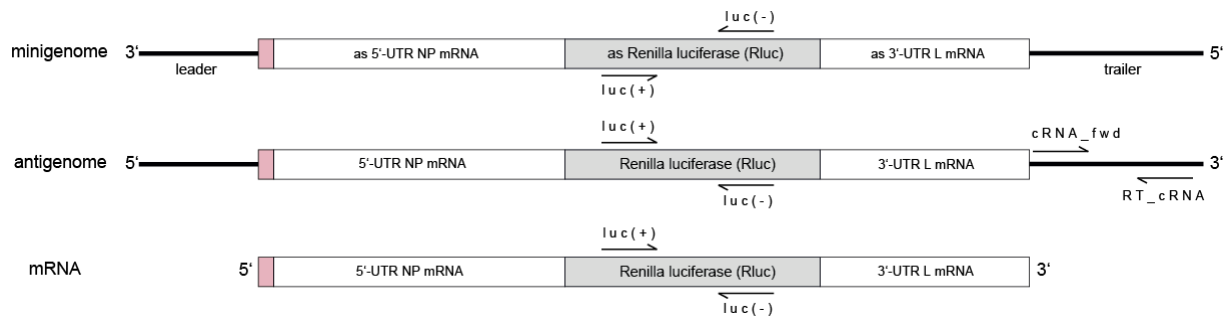 luc(-)
minigenome 3' as 5'-UTR NP mRNA as Renilla luciferase (Rluc) as 3'-UTR L mRNA 5'
leader trailer
luc(+)
luc(+) cRNA_fwd
antigenome 5' 5'-UTR NP mRNA Renilla luciferase (Rluc) 3'-UTR L mRNA 3'
luc(-) RT_cRNA
luc(+)
mRNA 5' 5'-UTR NP mRNA Renilla luciferase (Rluc) 3'-UTR L mRNA 3'
luc(-)